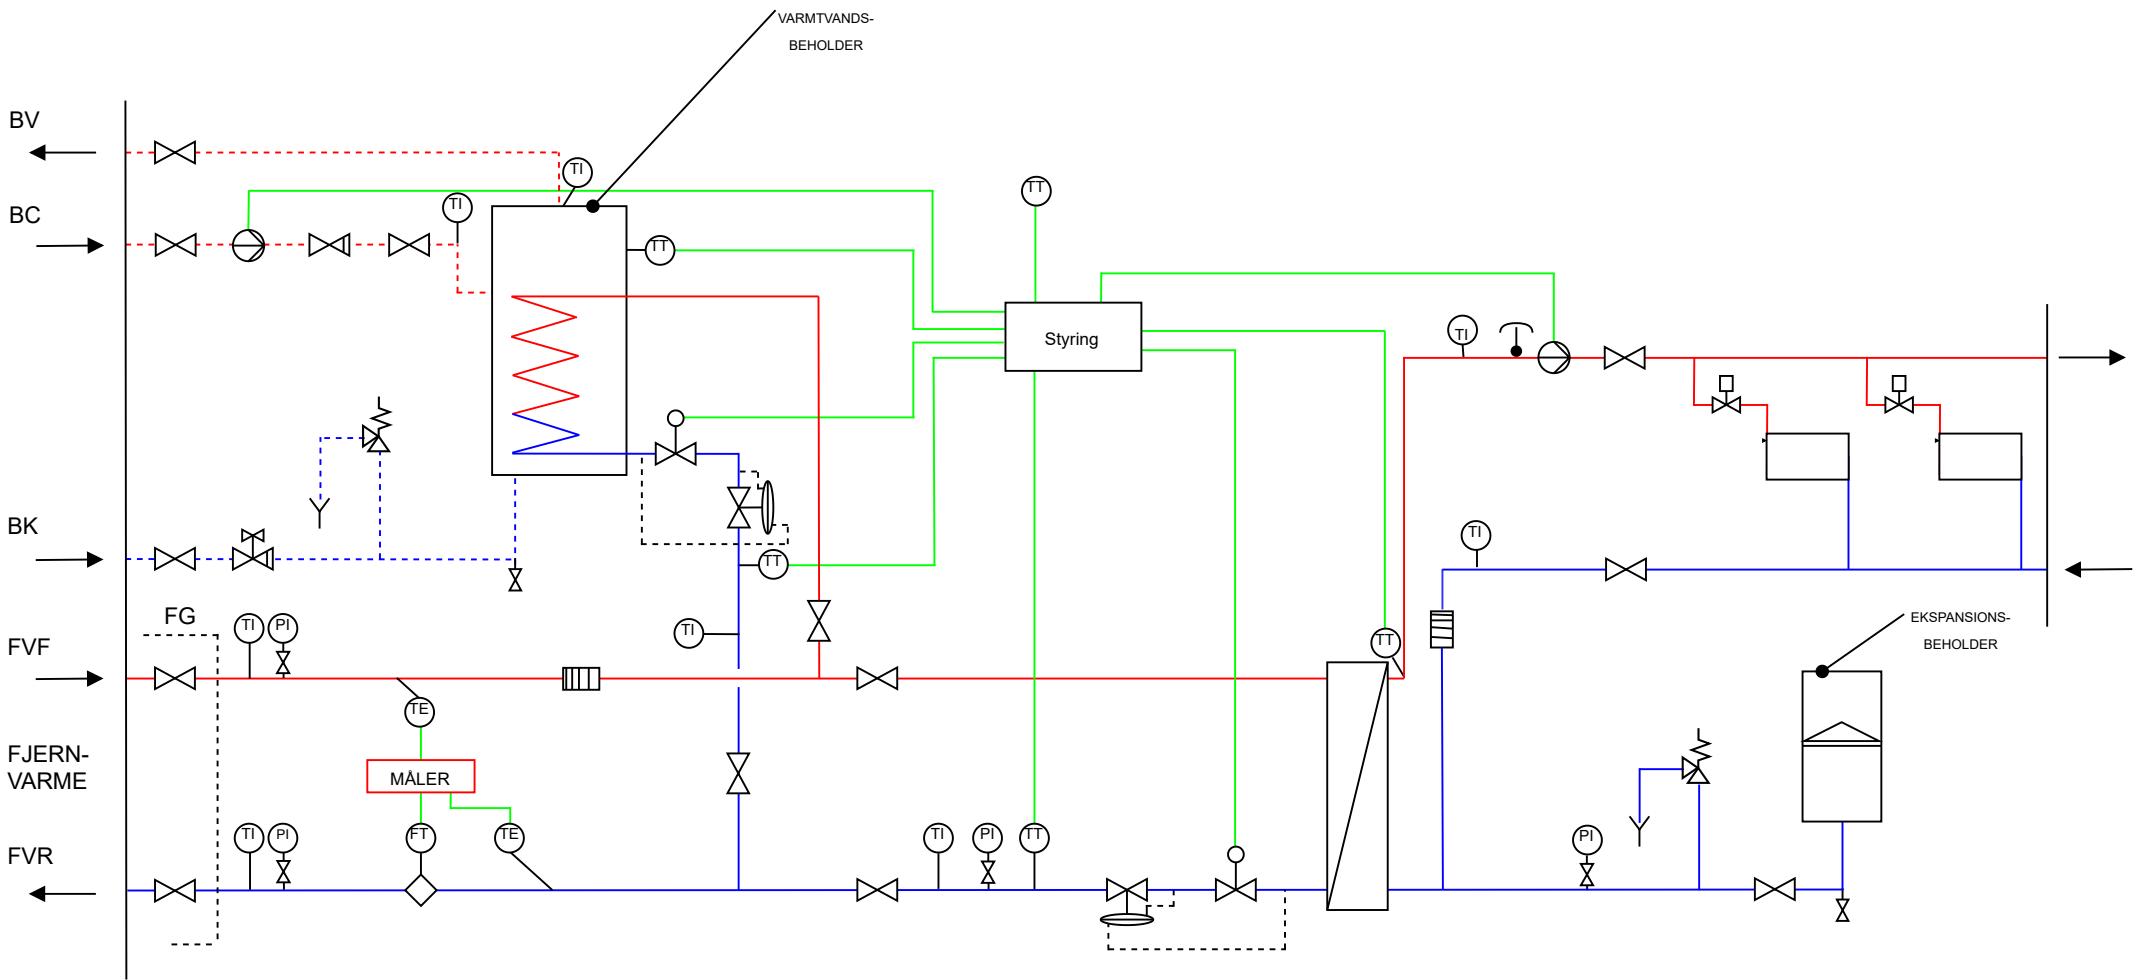 VARMTVANDS-
BEHOLDER
BV
TI
BC
TI
TT
TT
Styring
TI
BK
TT
TI
FG
TI
PI
TI
FVF
TT
EKSPANSIONS-
BEHOLDER
TE
FJERN-
VARME
MÅLER
TI
PI
FT
TE
TI
PI
TT
PI
FVR